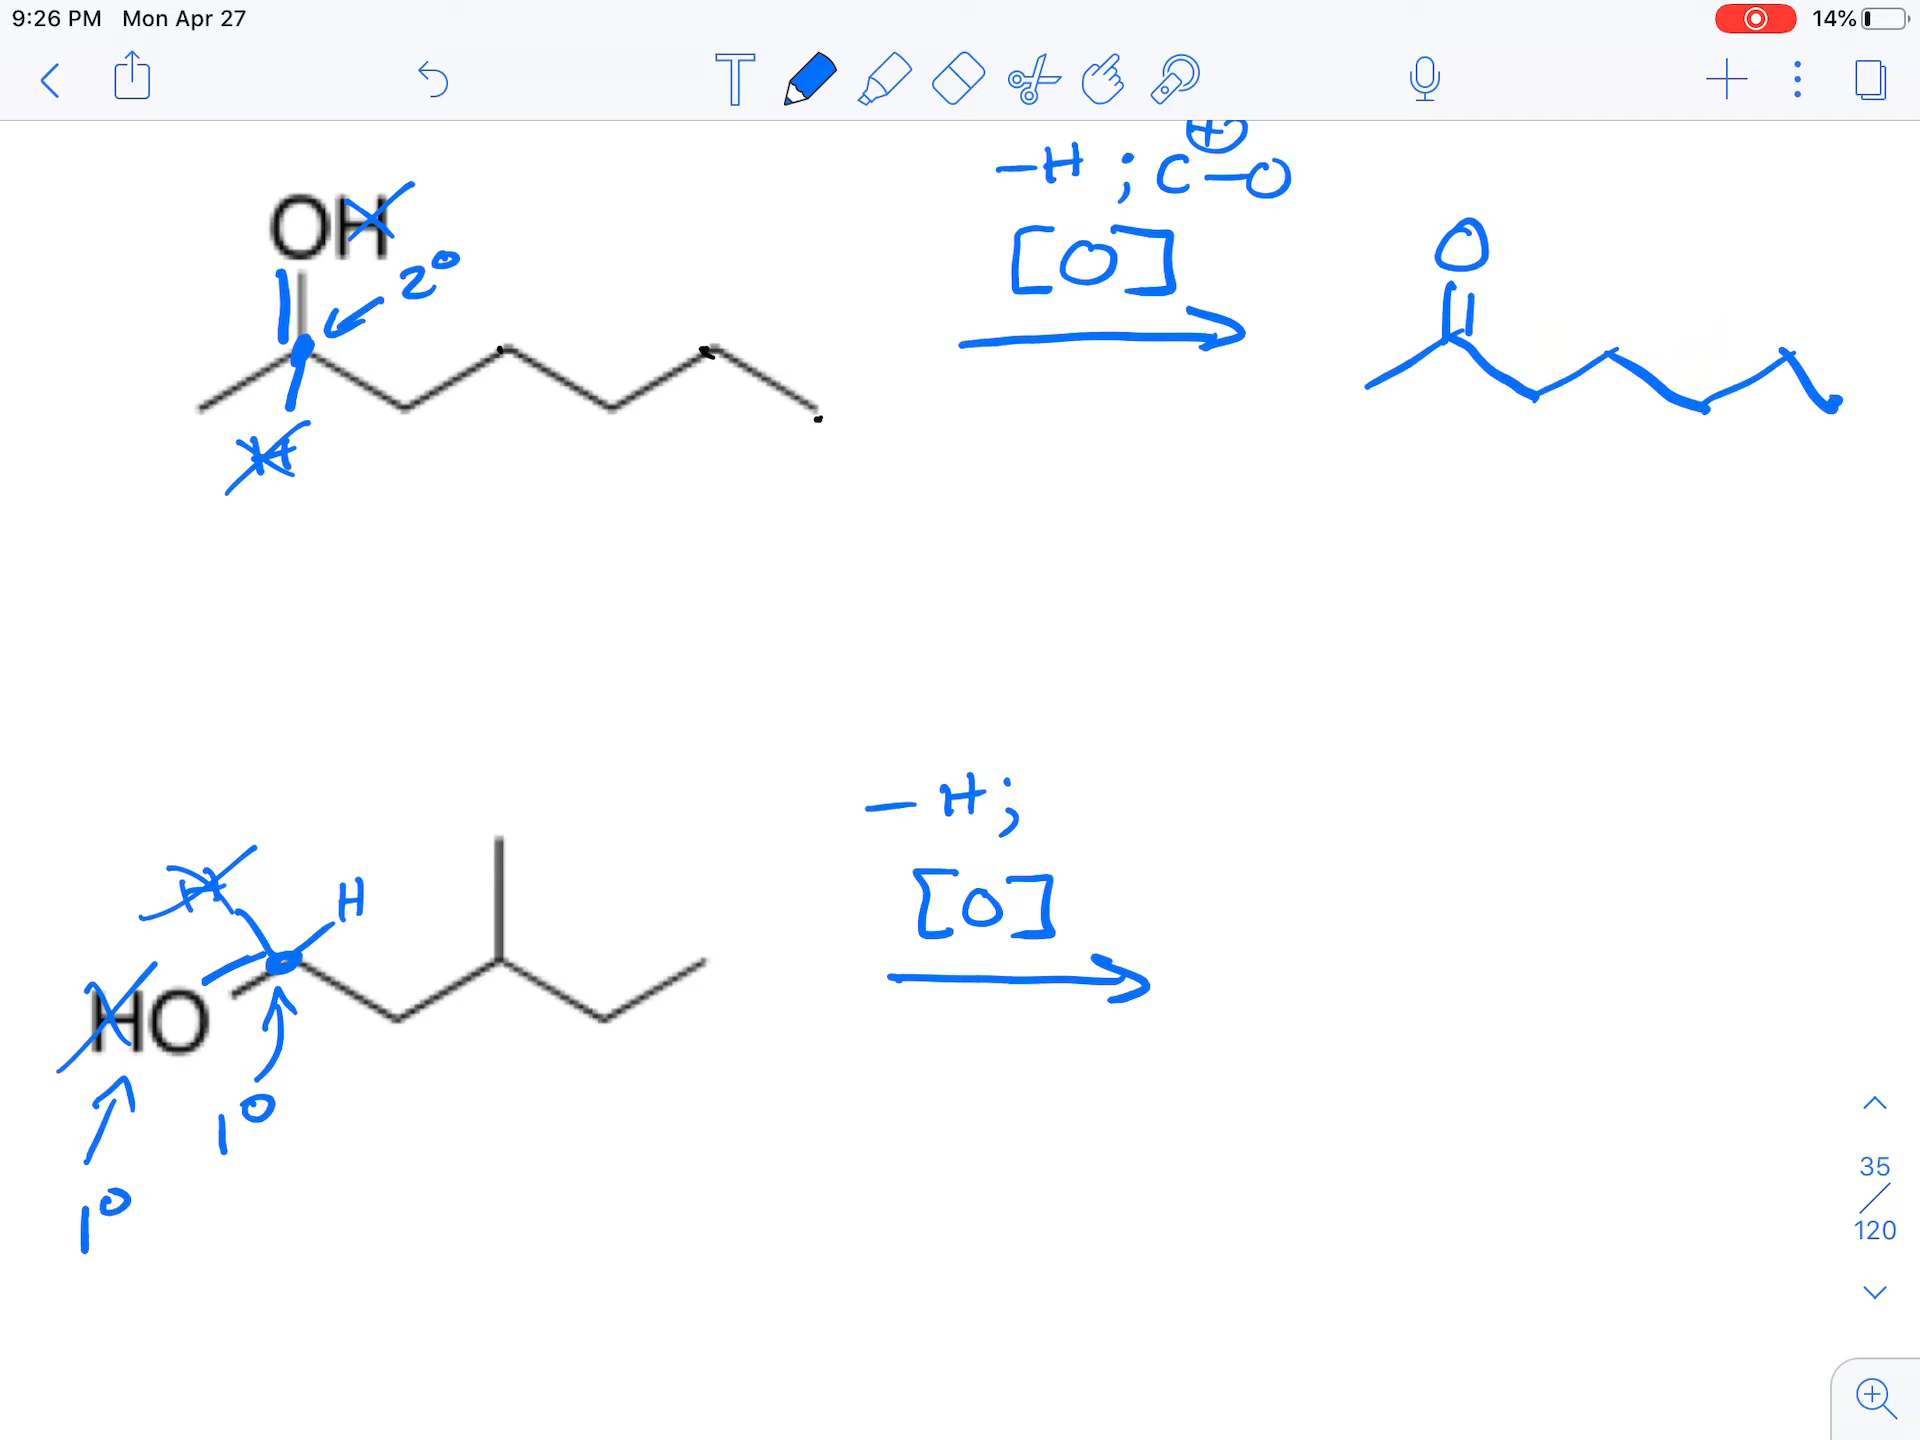 9:26 PM Mon Apr 27
14%
T
−H ; C−O
+
OH
2°
[O]
O
H
− H ;
H
H
[O]
HO
1°
1°
35
/
120